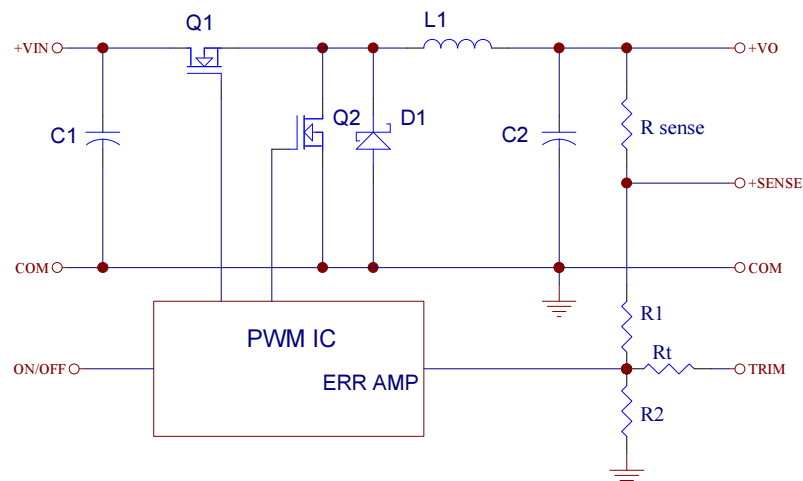 Q1
L1
+VIN
+VO
C1
Q2
D1
C2
R sense
+SENSE
COM
COM
R1
PWM IC
Rt
ON/OFF
ERR AMP
TRIM
R2